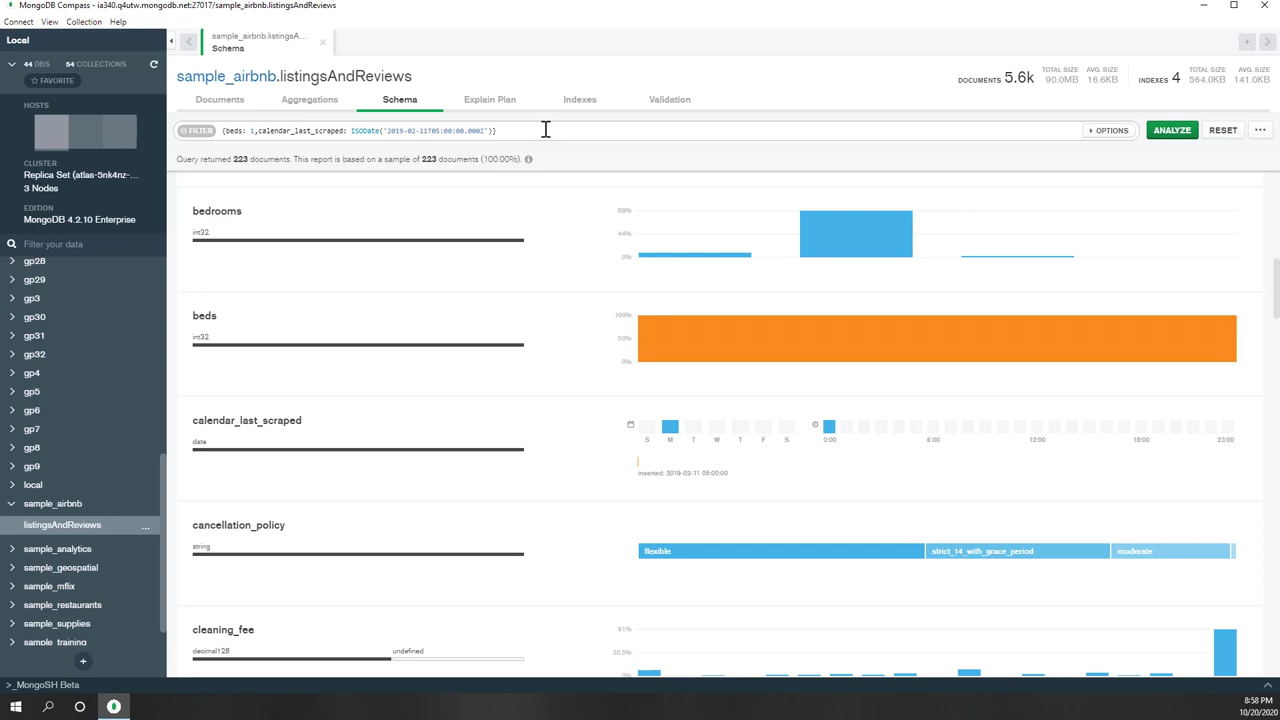 MongoDB Compass - ia340.q4utw.mongodb.net:27017/sample_airbnb.listingsAndReviews
Connect View Collection Help
Local
sample_airbnb.listingsA...
Schema
44 DBS 54 COLLECTIONS
FAVORITE
HOSTS
CLUSTER
Replica Set (atlas-5nk4nz-...
3 Nodes
EDITION
MongoDB 4.2.10 Enterprise
Filter your data
gp28
gp29
gp3
gp30
gp31
gp32
gp4
gp5
gp6
gp7
gp8
gp9
local
sample_airbnb
listingsAndReviews ...
sample_analytics
sample_geospatial
sample_mflix
sample_restaurants
sample_supplies
sample_training
sample_airbnb.listingsAndReviews
DOCUMENTS 5.6k
TOTAL SIZE 90.0MB
AVG. SIZE 16.6KB
INDEXES 4
TOTAL SIZE 564.0KB
AVG. SIZE 141.0KB
Documents Aggregations Schema Explain Plan Indexes Validation
FILTER {beds: 1,calendar_last_scraped: ISODate('2019-02-11T05:00:00.000Z')}
OPTIONS ANALYZE RESET ...
Query returned 223 documents. This report is based on a sample of 223 documents (100.00%).
bedrooms
int32
88%
44%
0%
beds
int32
100%
50%
0%
calendar_last_scraped
date
S M T W T F S
0:00 6:00 12:00 18:00 23:00
inserted: 2019-02-11 05:00:00
cancellation_policy
string
flexible strict_14_with_grace_period moderate
cleaning_fee
decimal128 undefined
61%
30.5%
0%
>_MongoSH Beta
8:58 PM
10/20/2020